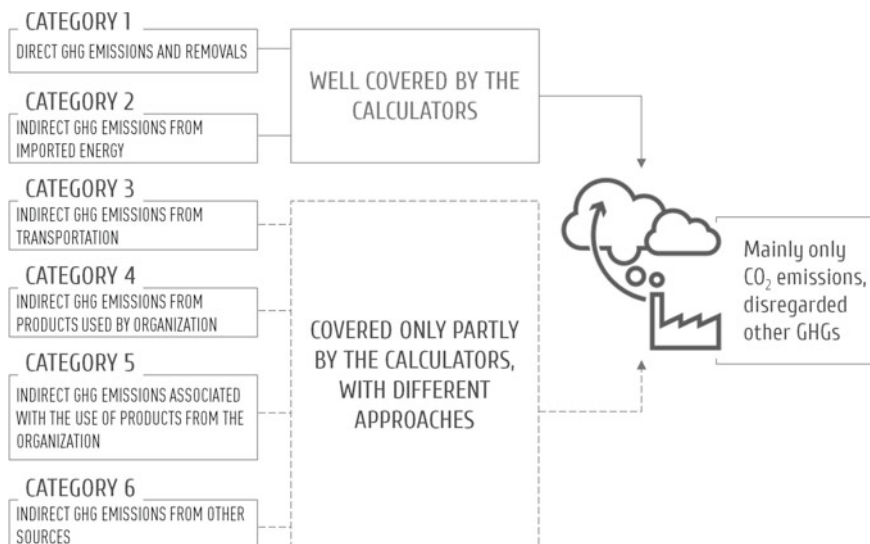 CATEGORY 1
DIRECT GHG EMISSIONS AND REMOVALS
CATEGORY 2
INDIRECT GHG EMISSIONS FROM
IMPORTED ENERGY
CATEGORY 3
INDIRECT GHG EMISSIONS FROM
TRANSPORTATION
CATEGORY 4
INDIRECT GHG EMISSIONS FROM
PRODUCTS USED BY ORGANIZATION
CATEGORY 5
INDIRECT GHG EMISSIONS ASSOCIATED
WITH THE USE OF PRODUCTS FROM THE
ORGANIZATION
CATEGORY 6
INDIRECT GHG EMISSIONS FROM OTHER
SOURCES
WELL COVERED BY THE
CALCULATORS
COVERED ONLY PARTLY
BY THE CALCULATORS,
WITH DIFFERENT
APPROACHES
Mainly only
CO₂ emissions,
disregarded
other GHGs